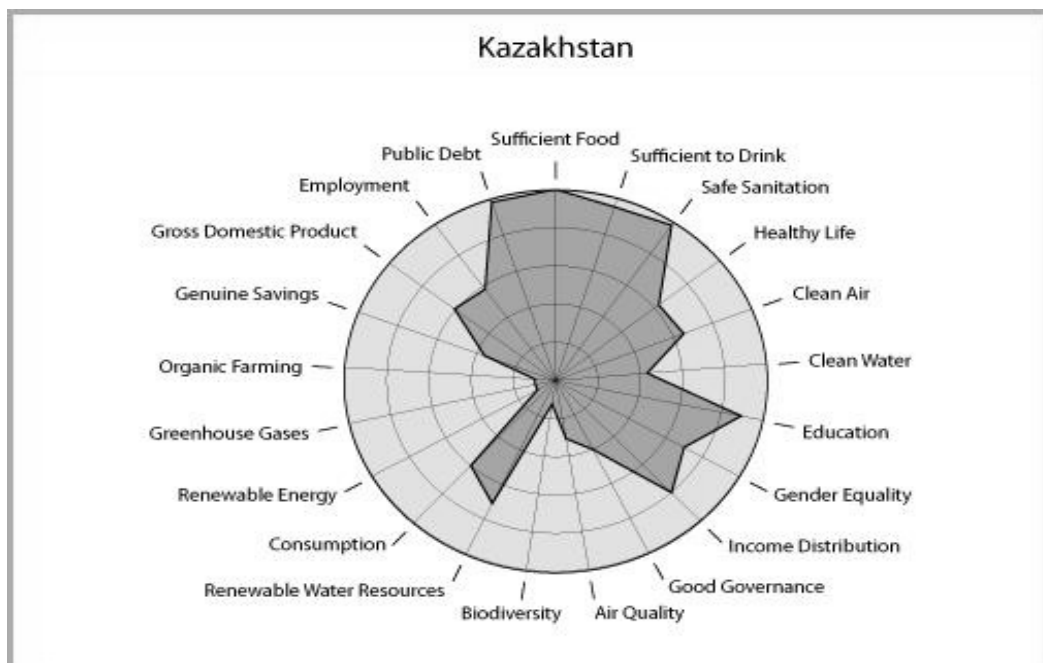 Kazakhstan
Sufficient Food
Sufficient to Drink
Safe Sanitation
Healthy Life
Clean Air
Clean Water
Education
Gender Equality
Income Distribution
Good Governance
Air Quality
Biodiversity
Renewable Water Resources
Consumption
Renewable Energy
Greenhouse Gases
Organic Farming
Genuine Savings
Gross Domestic Product
Employment
Public Debt